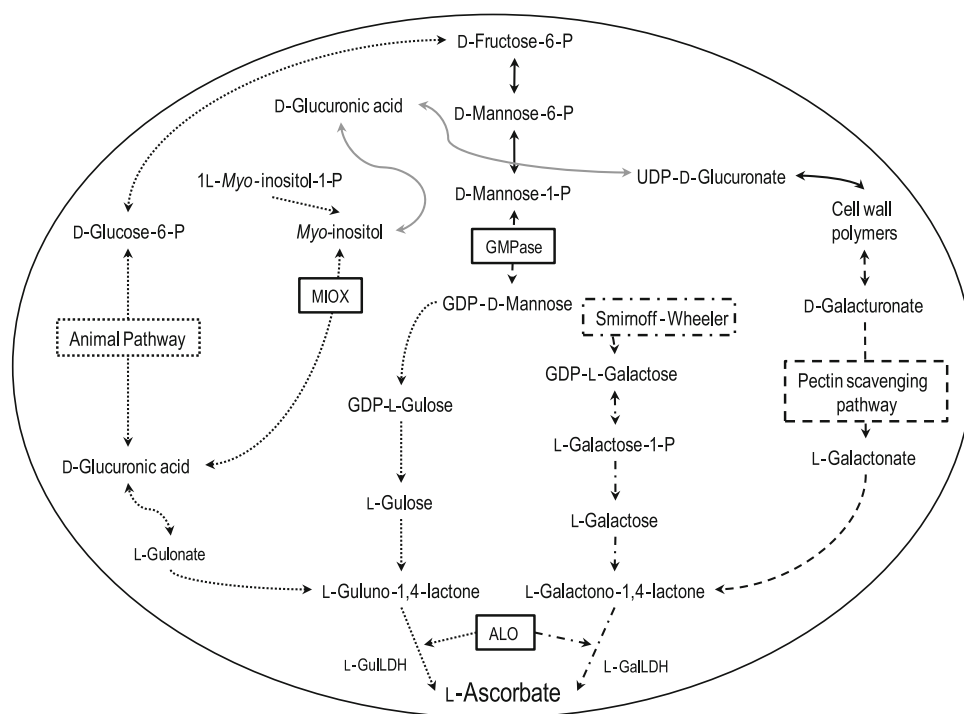 D-Fructose-6-P
D-Glucuronic acid
D-Mannose-6-P
1L-Myo-inositol-1-P
D-Mannose-1-P
UDP-D-Glucuronate
D-Glucose-6-P
Myo-inositol
Cell wall
polymers
GMPase
MIOX
GDP-D-Mannose
D-Galacturonate
Animal Pathway
Smirnoff-Wheeler
GDP-L-Galactose
Pectin scavenging
pathway
GDP-L-Gulose
L-Galactose-1-P
D-Glucuronic acid
L-Galactonate
L-Gulose
L-Galactose
L-Gulonate
L-Guluno-1,4-lactone
L-Galactono-1,4-lactone
ALO
L-GulLDH
L-GalLDH
L-Ascorbate